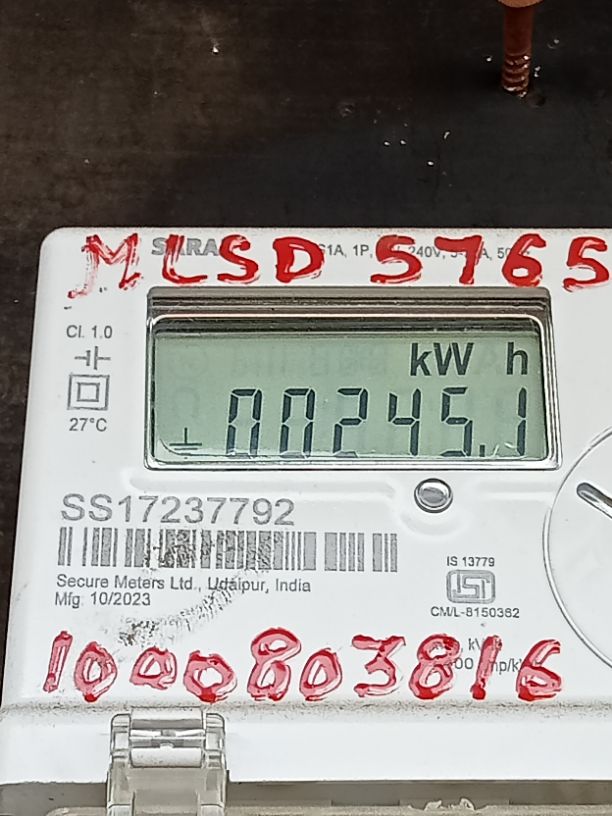 MLSD 5765
Cl. 1.0
kW h
27°C
00245.1
SS17237792
IS 13779
Secure Meters Ltd., Udaipur, India
Mfg: 10/2023
CM/L-8150362
1090803816